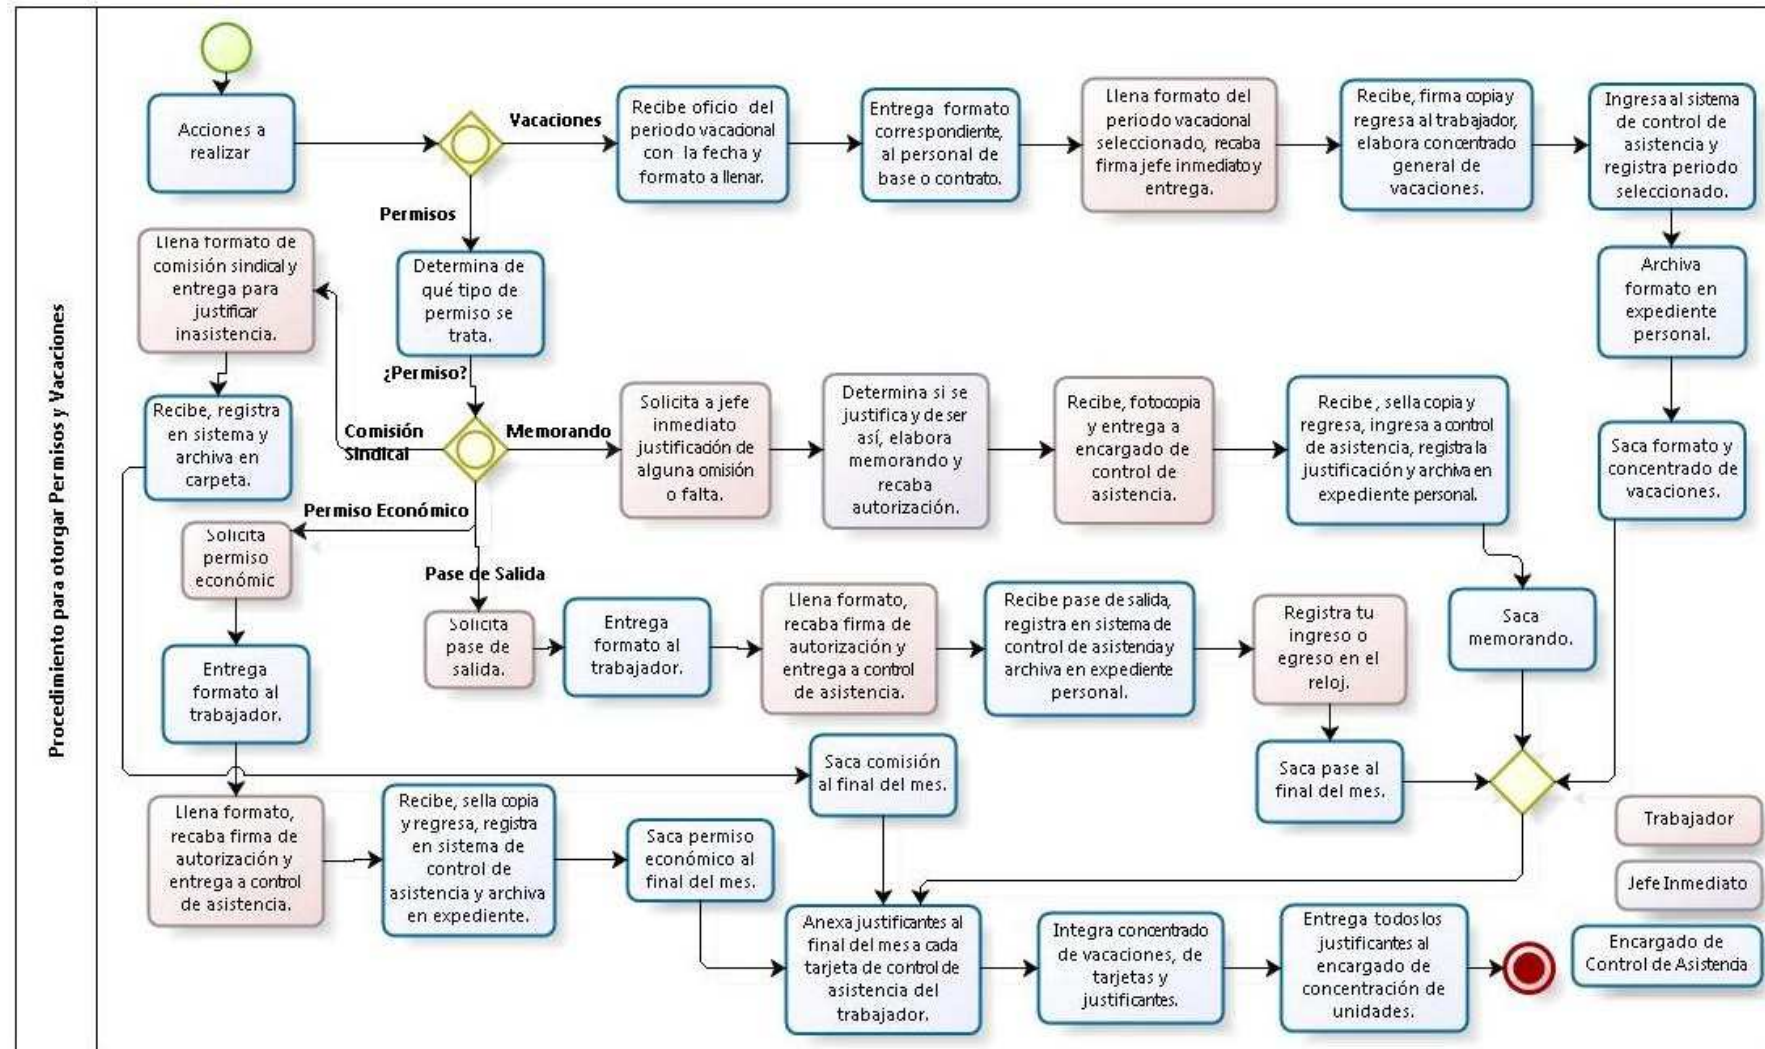 Procedimiento para otorgar Permisos y Vacaciones
Acciones a
realizar
Vacaciones
Recibe oficio del
periodo vacacional
con la fecha y
formato a llenar.
Entrega formato
correspondiente,
al personal de
base o contrato.
Llena formato del
periodo vacacional
seleccionado, recaba
firma jefe inmediato y
entrega.
Recibe, firma copia y
regresa al trabajador,
elabora concentrado
general de
vacaciones.
Ingresa al sistema
de control de
asistencia y
registra periodo
seleccionado.
Archiva
formato en
expediente
personal.
Saca formato y
concentrado de
vacaciones.
Permisos
Determina de
qué tipo de
permiso se
trata.
¿Permiso?
Comisión
Sindical
Llena formato de
comisión sindical y
entrega para
justificar
inasistencia.
Recibe, registra
en sistema y
archiva en
carpeta.
Memorando
Solicita a jefe
inmediato
justificación de
alguna omisión
o falta.
Determina si se
justifica y de ser
así, elabora
memorando y
recaba
autorización.
Recibe, fotocopia
y entrega a
encargado de
control de
asistencia.
Recibe , sella copia y
regresa, ingresa a control
de asistencia, registra la
justificación y archiva en
expediente personal.
Saca
memorando.
Permiso Económico
Solicita
permiso
económic
Entrega
formato al
trabajador.
Llena formato,
recaba firma de
autorización y
entrega a control
de asistencia.
Recibe, sella copia
y regresa, registra
en sistema de
control de
asistencia y archiva
en expediente.
Saca permiso
económico al
final del mes.
Pase de Salida
Solicita
pase de
salida.
Entrega
formato al
trabajador.
Llena formato,
recaba firma de
autorización y
entrega a control
de asistencia.
Recibe pase de salida,
registra en sistema de
control de asistencia y
archiva en expediente
personal.
Registra tu
ingreso o
egreso en el
reloj.
Saca pase al
final del mes.
Saca comisión
al final del mes.
Anexa justificantes al
final del mes a cada
tarjeta de control de
asistencia del
trabajador.
Integra concentrado
de vacaciones, de
tarjetas y
justificantes.
Entrega todos los
justificantes al
encargado de
concentración de
unidades.
Trabajador
Jefe Inmediato
Encargado de
Control de Asistencia